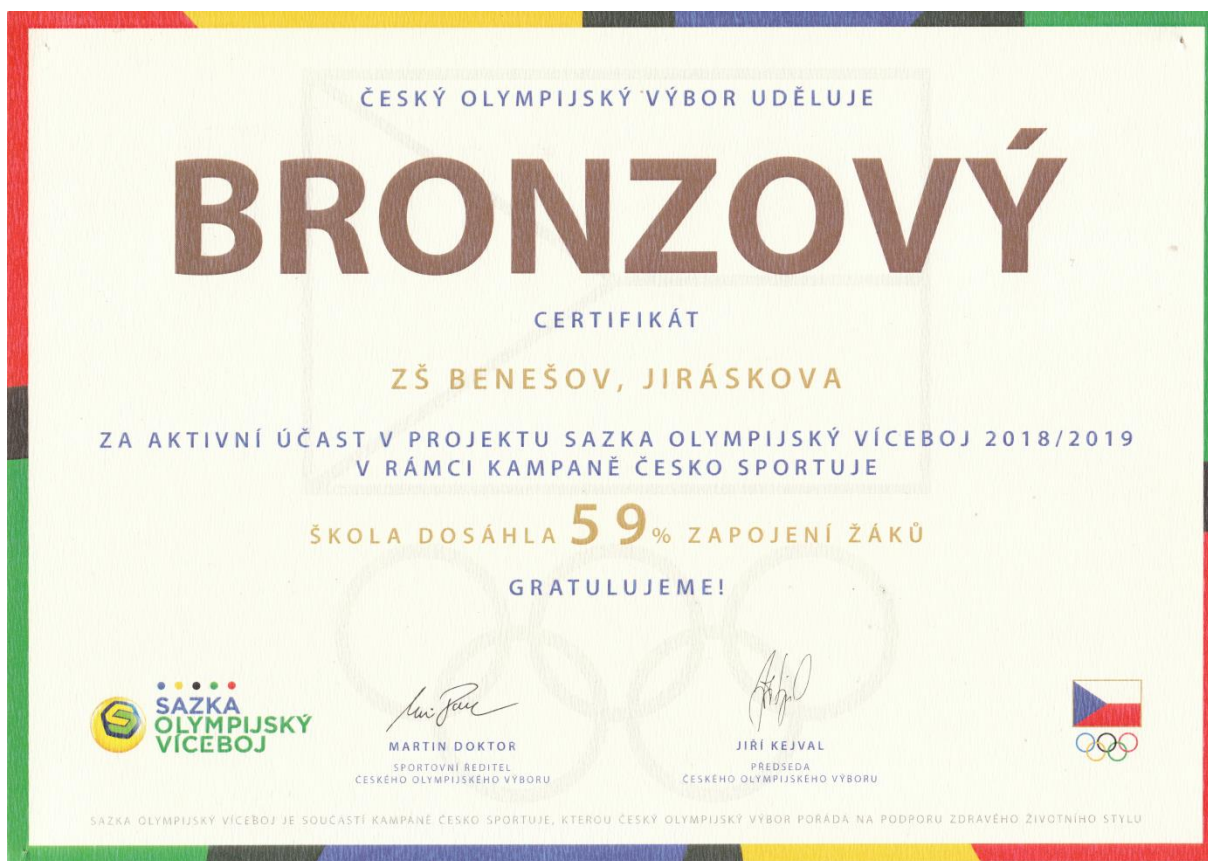 ČESKÝ OLYMPIJSKÝ VÝBOR UDĚLUJE
BRONZOVÝ
CERTIFIKÁT
ZŠ BENEŠOV, JIRÁSKOVA
ZA AKTIVNÍ ÚČAST V PROJEKTU SAZKA OLYMPIJSKÝ VÍCEBOJ 2018/2019
V RÁMCI KAMPANĚ ČESKO SPORTUJE
ŠKOLA DOSÁHLA 59% ZAPOJENÍ ŽÁKŮ
GRATULUJEME!
SAZKA
OLYMPIJSKÝ
VÍCEBOJ
MARTIN DOKTOR
SPORTOVNÍ ŘEDITEL
ČESKÉHO OLYMPIJSKÉHO VÝBORU
JIŘÍ KEJVAL
PŘEDSEDA
ČESKÉHO OLYMPIJSKÉHO VÝBORU
SAZKA OLYMPIJSKÝ VÍCEBOJ JE SOUČÁSTÍ KAMPANĚ ČESKO SPORTUJE, KTEROU ČESKÝ OLYMPIJSKÝ VÝBOR POŘÁDÁ NA PODPORU ZDRAVÉHO ŽIVOTNÍHO STYLU